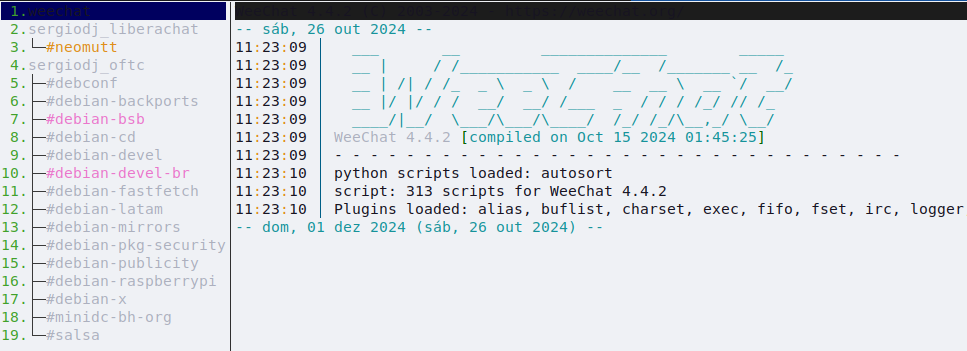 1.weechat
2.sergiodj_liberachat
3. #neomutt
4.sergiodj_oftc
5. #debconf
6. #debian-backports
7. #debian-bsb
8. #debian-cd
9. #debian-devel
10. #debian-devel-br
11. #debian-fastfetch
12. #debian-latam
13. #debian-mirrors
14. #debian-pkg-security
15. #debian-publicity
16. #debian-raspberrypi
17. #debian-x
18. #minidc-bh-org
19. #salsa
-- sáb, 26 out 2024 --
11:23:09
11:23:09
11:23:09
11:23:09
11:23:09
11:23:09 WeeChat 4.4.2 [compiled on Oct 15 2024 01:45:25]
11:23:09 - - - - - - - - - - - - - - - - - - - - - - - - - - - - - - - -
11:23:10 python scripts loaded: autosort
11:23:10 script: 313 scripts for WeeChat 4.4.2
11:23:10 Plugins loaded: alias, buflist, charset, exec, fifo, fset, irc, logger
-- dom, 01 dez 2024 (sáb, 26 out 2024) --